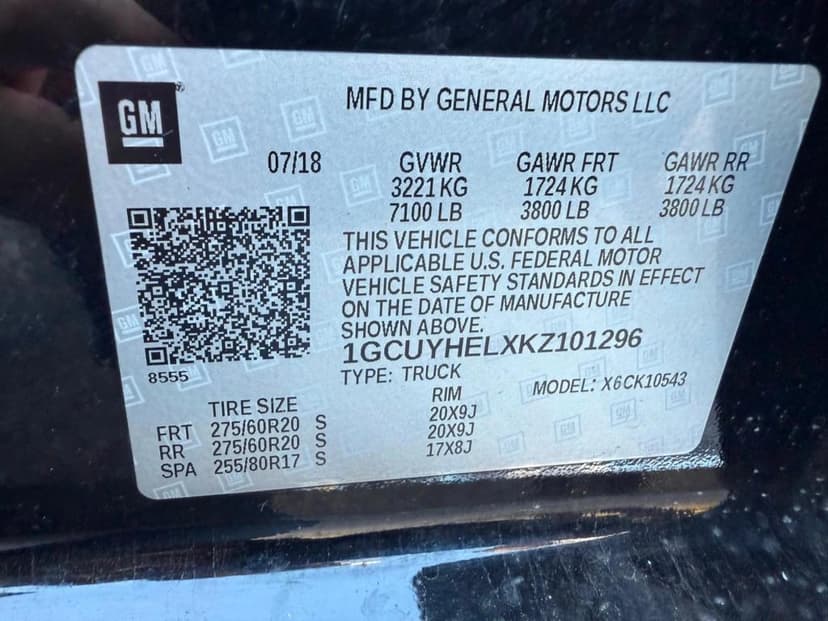 GM
MFD BY GENERAL MOTORS LLC
07/18 GVWR GAWR FRT GAWR RR
3221 KG 1724 KG 1724 KG
7100 LB 3800 LB 3800 LB
THIS VEHICLE CONFORMS TO ALL
APPLICABLE U.S. FEDERAL MOTOR
VEHICLE SAFETY STANDARDS IN EFFECT
ON THE DATE OF MANUFACTURE
SHOWN ABOVE.
1GCUYHELXKZ101296
8555
TYPE: TRUCK
MODEL: X6CK10543
TIRE SIZE RIM
FRT 275/60R20 S 20X9J
RR 275/60R20 S 20X9J
SPA 255/80R17 S 17X8J